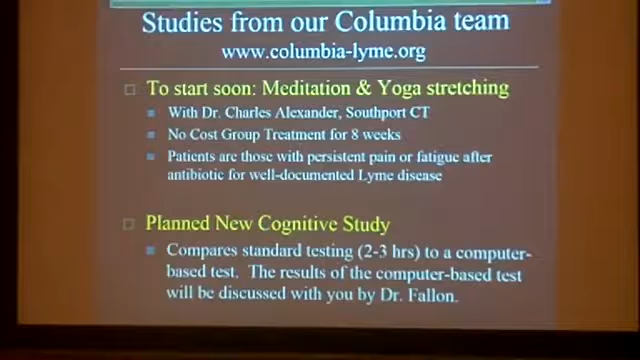 Studies from our Columbia team
www.columbia-lyme.org
To start soon: Meditation & Yoga stretching
With Dr. Charles Alexander, Southport CT
No Cost Group Treatment for 8 weeks
Patients are those with persistent pain or fatigue after
antibiotic for well-documented Lyme disease
Planned New Cognitive Study
Compares standard testing (2-3 hrs) to a computer-
based test. The results of the computer-based test
will be discussed with you by Dr. Fallon.